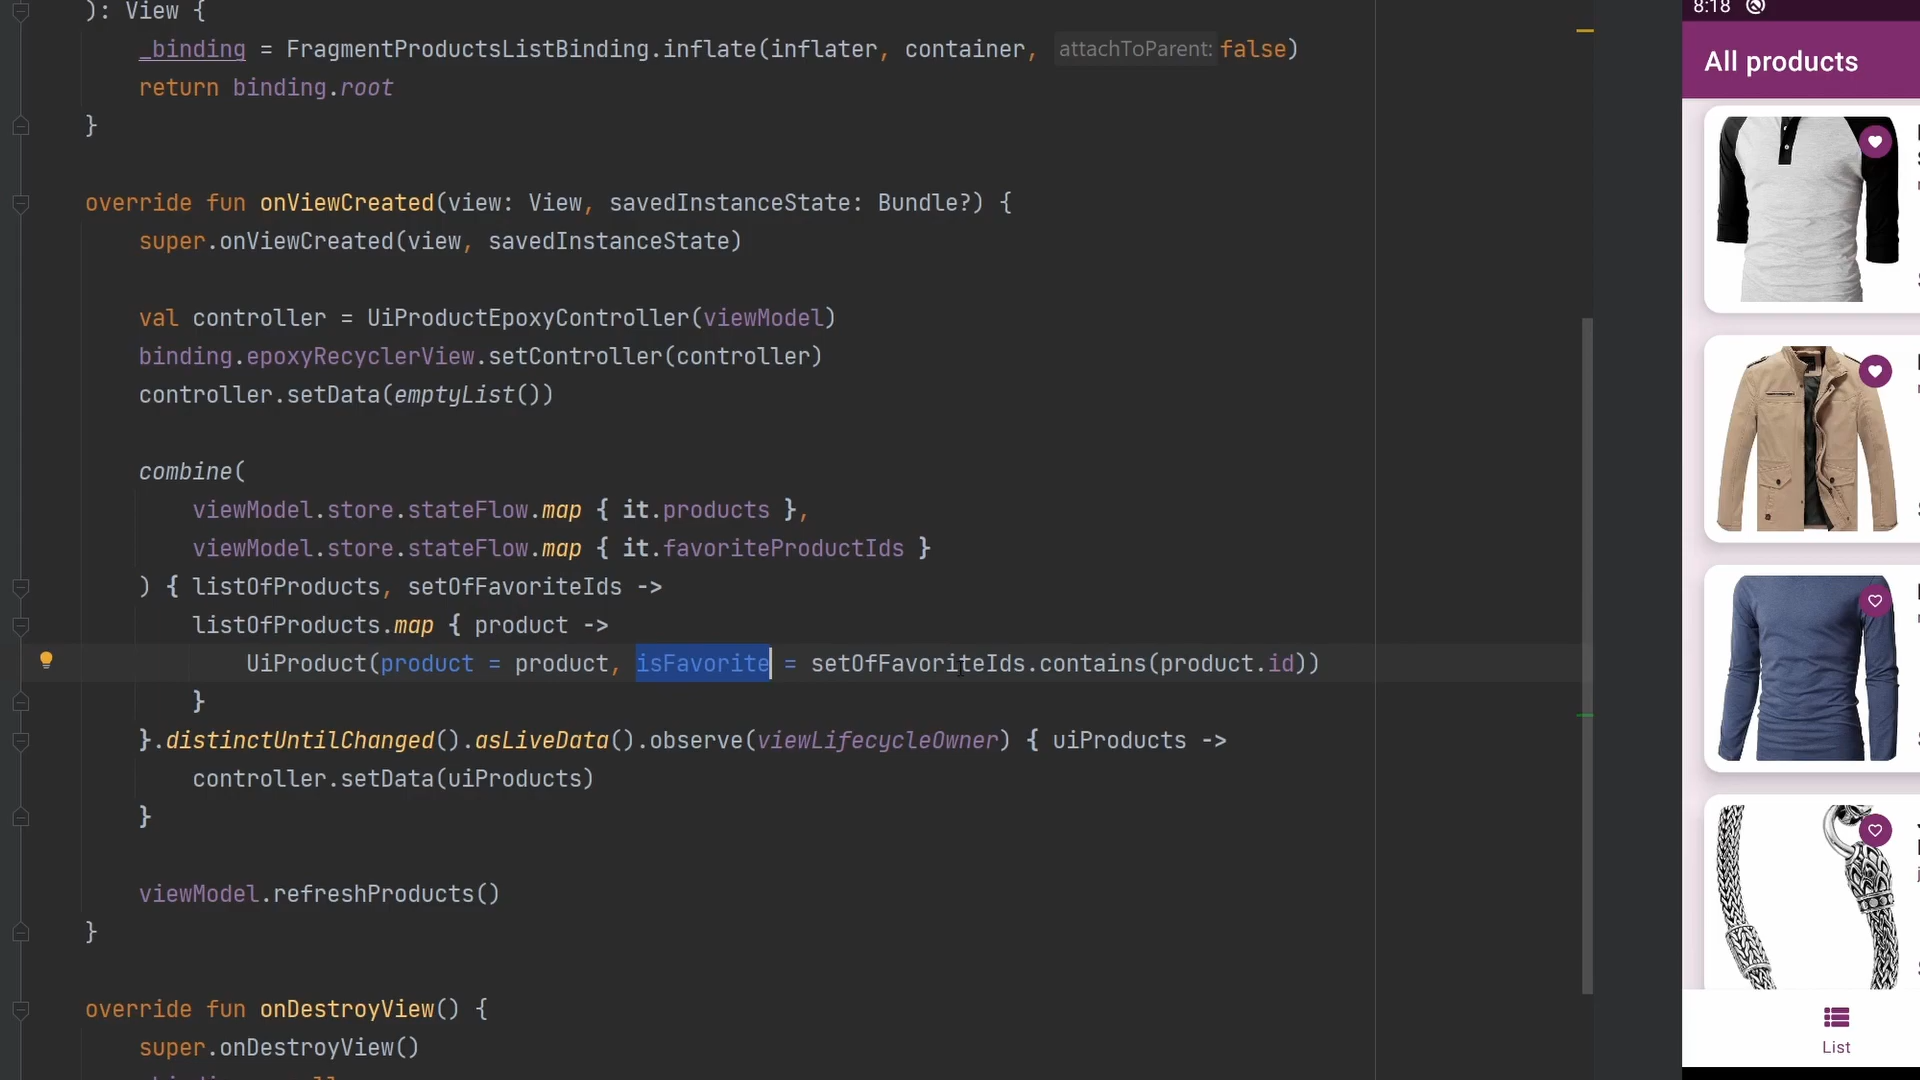 ): View {
_binding = FragmentProductsListBinding.inflate(inflater, container, attachToParent: false)
return binding.root
}
override fun onViewCreated(view: View, savedInstanceState: Bundle?) {
super.onViewCreated(view, savedInstanceState)
val controller = UiProductEpoxyController(viewModel)
binding.epoxyRecyclerView.setController(controller)
controller.setData(emptyList())
combine(
viewModel.store.stateFlow.map { it.products },
viewModel.store.stateFlow.map { it.favoriteProductIds }
) { listOfProducts, setOfFavoriteIds ->
listOfProducts.map { product ->
UiProduct(product = product, isFavorite = setOfFavoriteIds.contains(product.id))
}
}.distinctUntilChanged().asLiveData().observe(viewLifecycleOwner) { uiProducts ->
controller.setData(uiProducts)
}
viewModel.refreshProducts()
}
override fun onDestroyView() {
super.onDestroyView()
8:18
All products
List